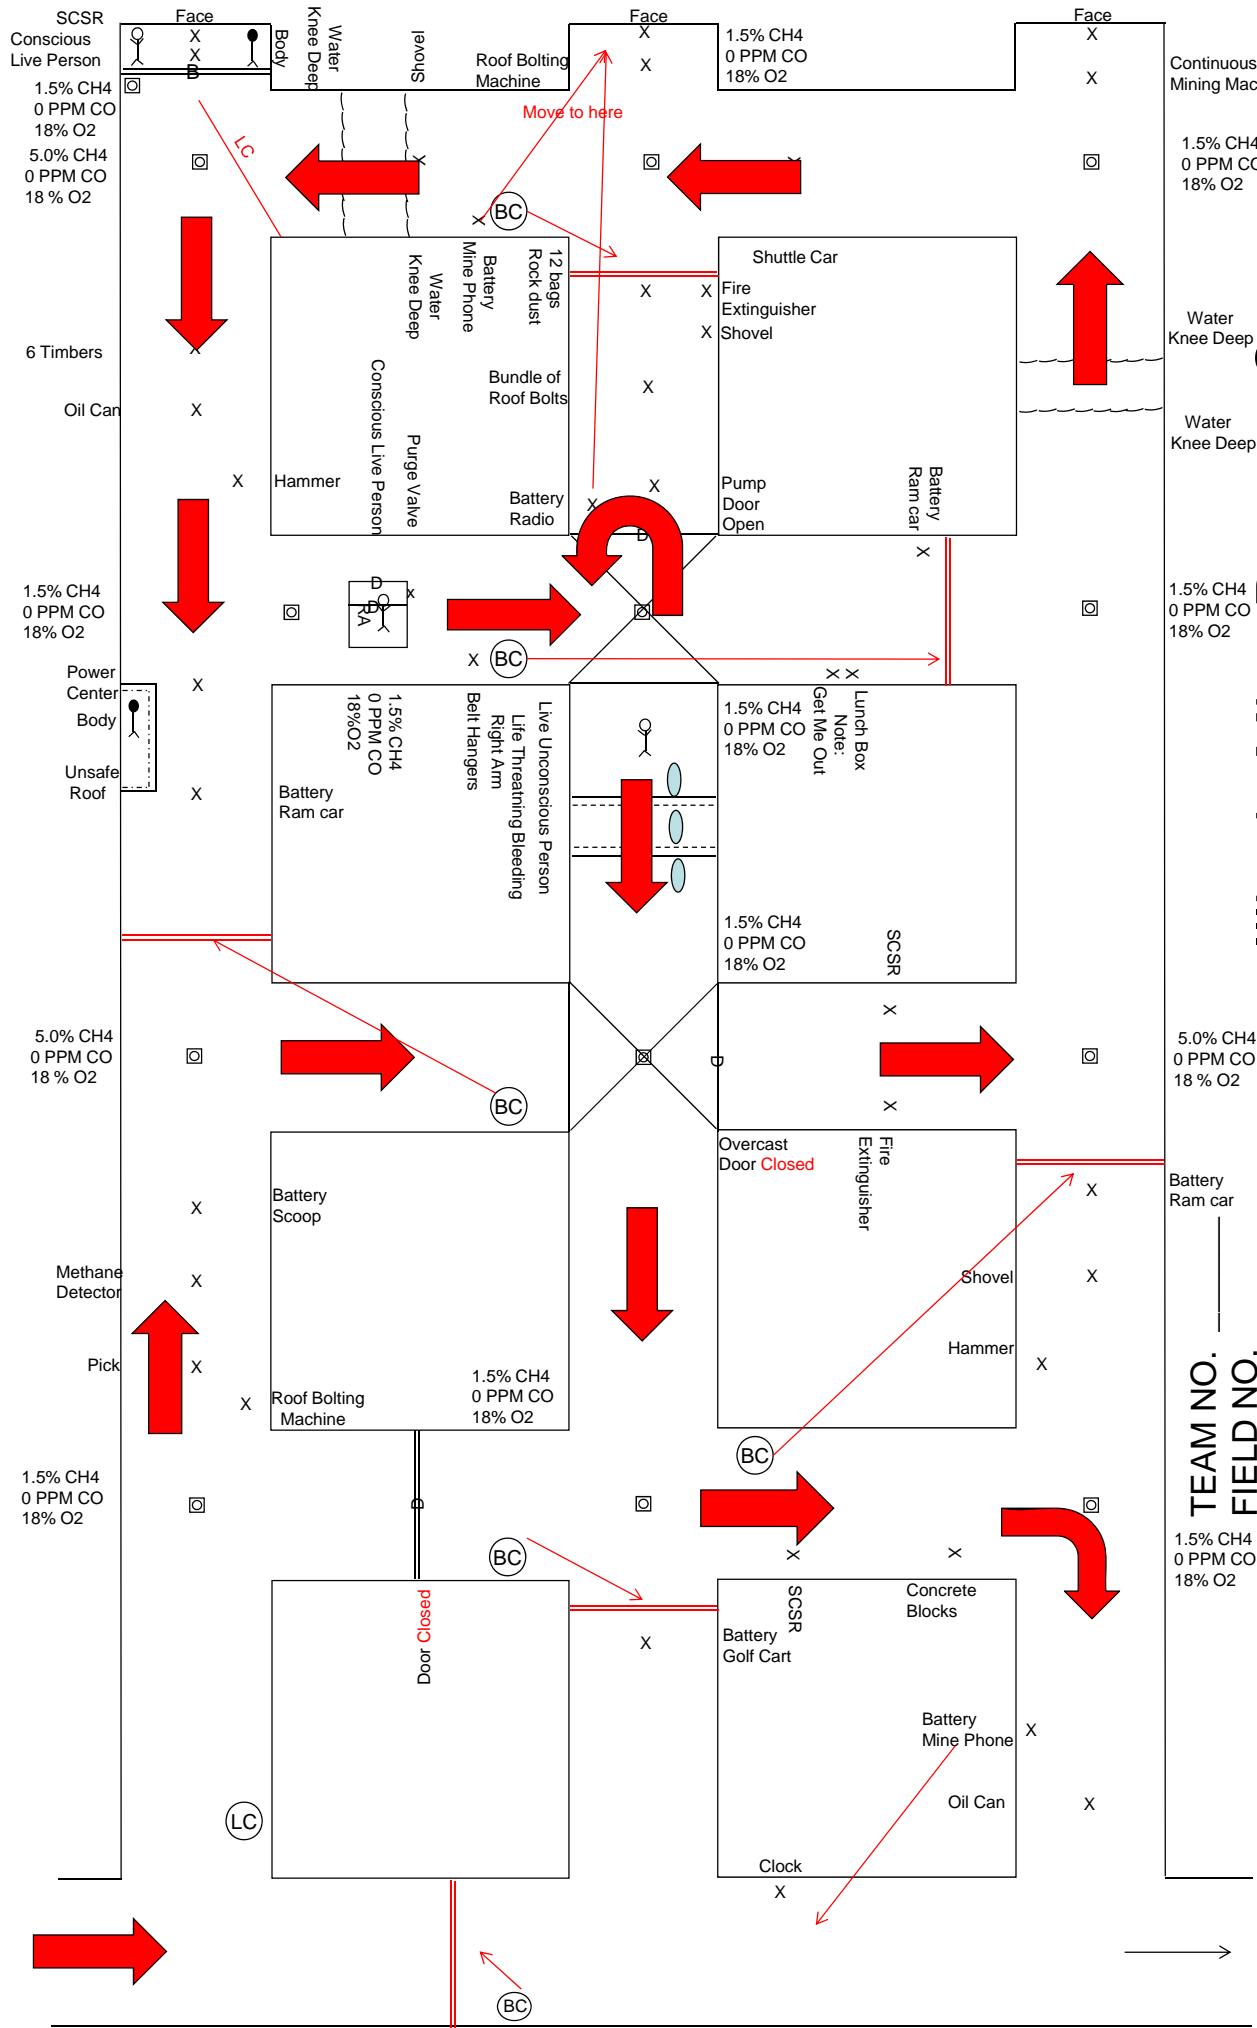 SCSR
Conscious
Live Person
Face
X
X
B
Body
Water
Knee Deep
Shovel
Roof Bolting
Machine
Face
X
X
1.5% CH4
0 PPM CO
18% O2
Face
X
X
Continuous
Mining Mac
1.5% CH4
0 PPM CO
18% O2
5.0% CH4
0 PPM CO
18 % O2
LC
Move to here
X
X
1.5% CH4
0 PPM CO
18% O2
X
BC
12 bags
Rock dust
Battery
Mine Phone
Water
Knee Deep
Shuttle Car
X
X
Fire
Extinguisher
X
Shovel
Water
Knee Deep
Water
Knee Deep
6 Timbers
X
Oil Can
X
X
Hammer
Conscious Live Person
Purge Valve
Bundle of
Roof Bolts
X
Battery
Radio
X
X
Pump
Door
Open
D
Battery
Ram car
X
1.5% CH4
0 PPM CO
18% O2
D
D
RA
x
1.5% CH4
0 PPM CO
18% O2
X
BC
Power
Center
X
Body
Unsafe
Roof
X
Battery
Ram car
1.5% CH4
0 PPM CO
18%O2
Live Unconscious Person
Life Threatning Bleeding
Right Arm
Belt Hangers
1.5% CH4
0 PPM CO
18% O2
X
X
Lunch Box
Note:
Get Me Out
1.5% CH4
0 PPM CO
18% O2
SCSR
X
5.0% CH4
0 PPM CO
18 % O2
BC
D
X
5.0% CH4
0 PPM CO
18 % O2
Overcast
Door Closed
Fire
Extinguisher
Battery
Scoop
X
X
Battery
Ram car
Methane
Detector
X
Shovel
X
Pick
X
X
Roof Bolting
Machine
1.5% CH4
0 PPM CO
18% O2
Hammer
X
TEAM NO.
FIELD NO.
BC
1.5% CH4
0 PPM CO
18% O2
D
BC
X
X
1.5% CH4
0 PPM CO
18% O2
Door Closed
SCSR
Concrete
Blocks
X
Battery
Golf Cart
Battery
Mine Phone
X
Oil Can
X
LC
Clock
X
BC